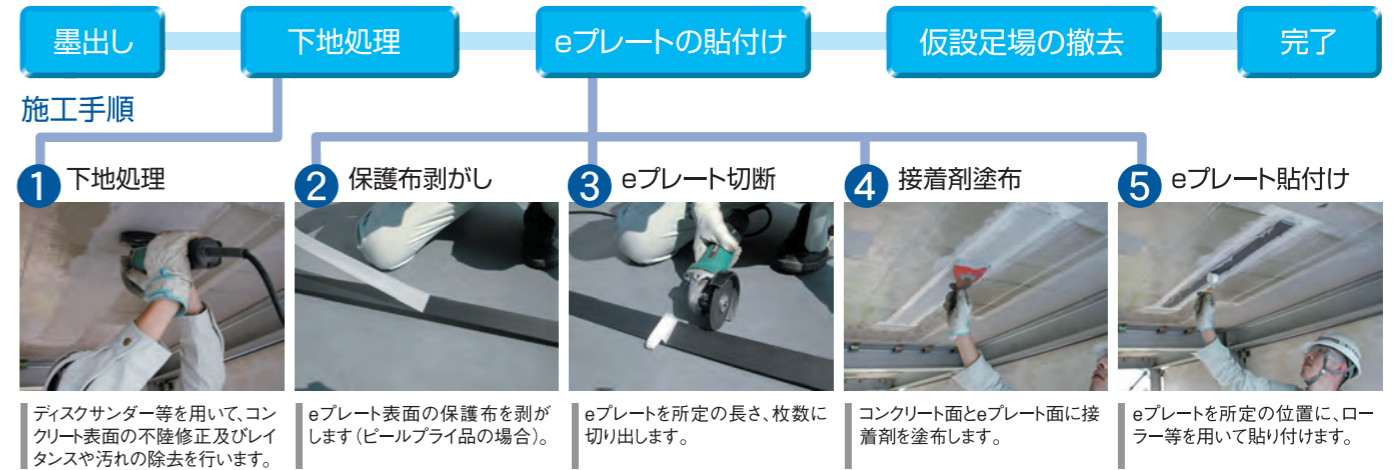 墨出し
下地処理
eプレートの貼付け
仮設足場の撤去
完了
施工手順
1 下地処理
2 保護布剥がし
3 eプレート切断
4 接着剤塗布
5 eプレート貼付け
ディスクサンダー等を用いて、コン
クリート表面の不陸修正及びレイ
タンスや汚れの除去を行います。
eプレート表面の保護布を剥が
します（ピールプライ品の場合）。
eプレートを所定の長さ、枚数に
切り出します。
コンクリート面とeプレート面に接
着剤を塗布します。
eプレートを所定の位置に、ロー
ラー等を用いて貼り付けます。